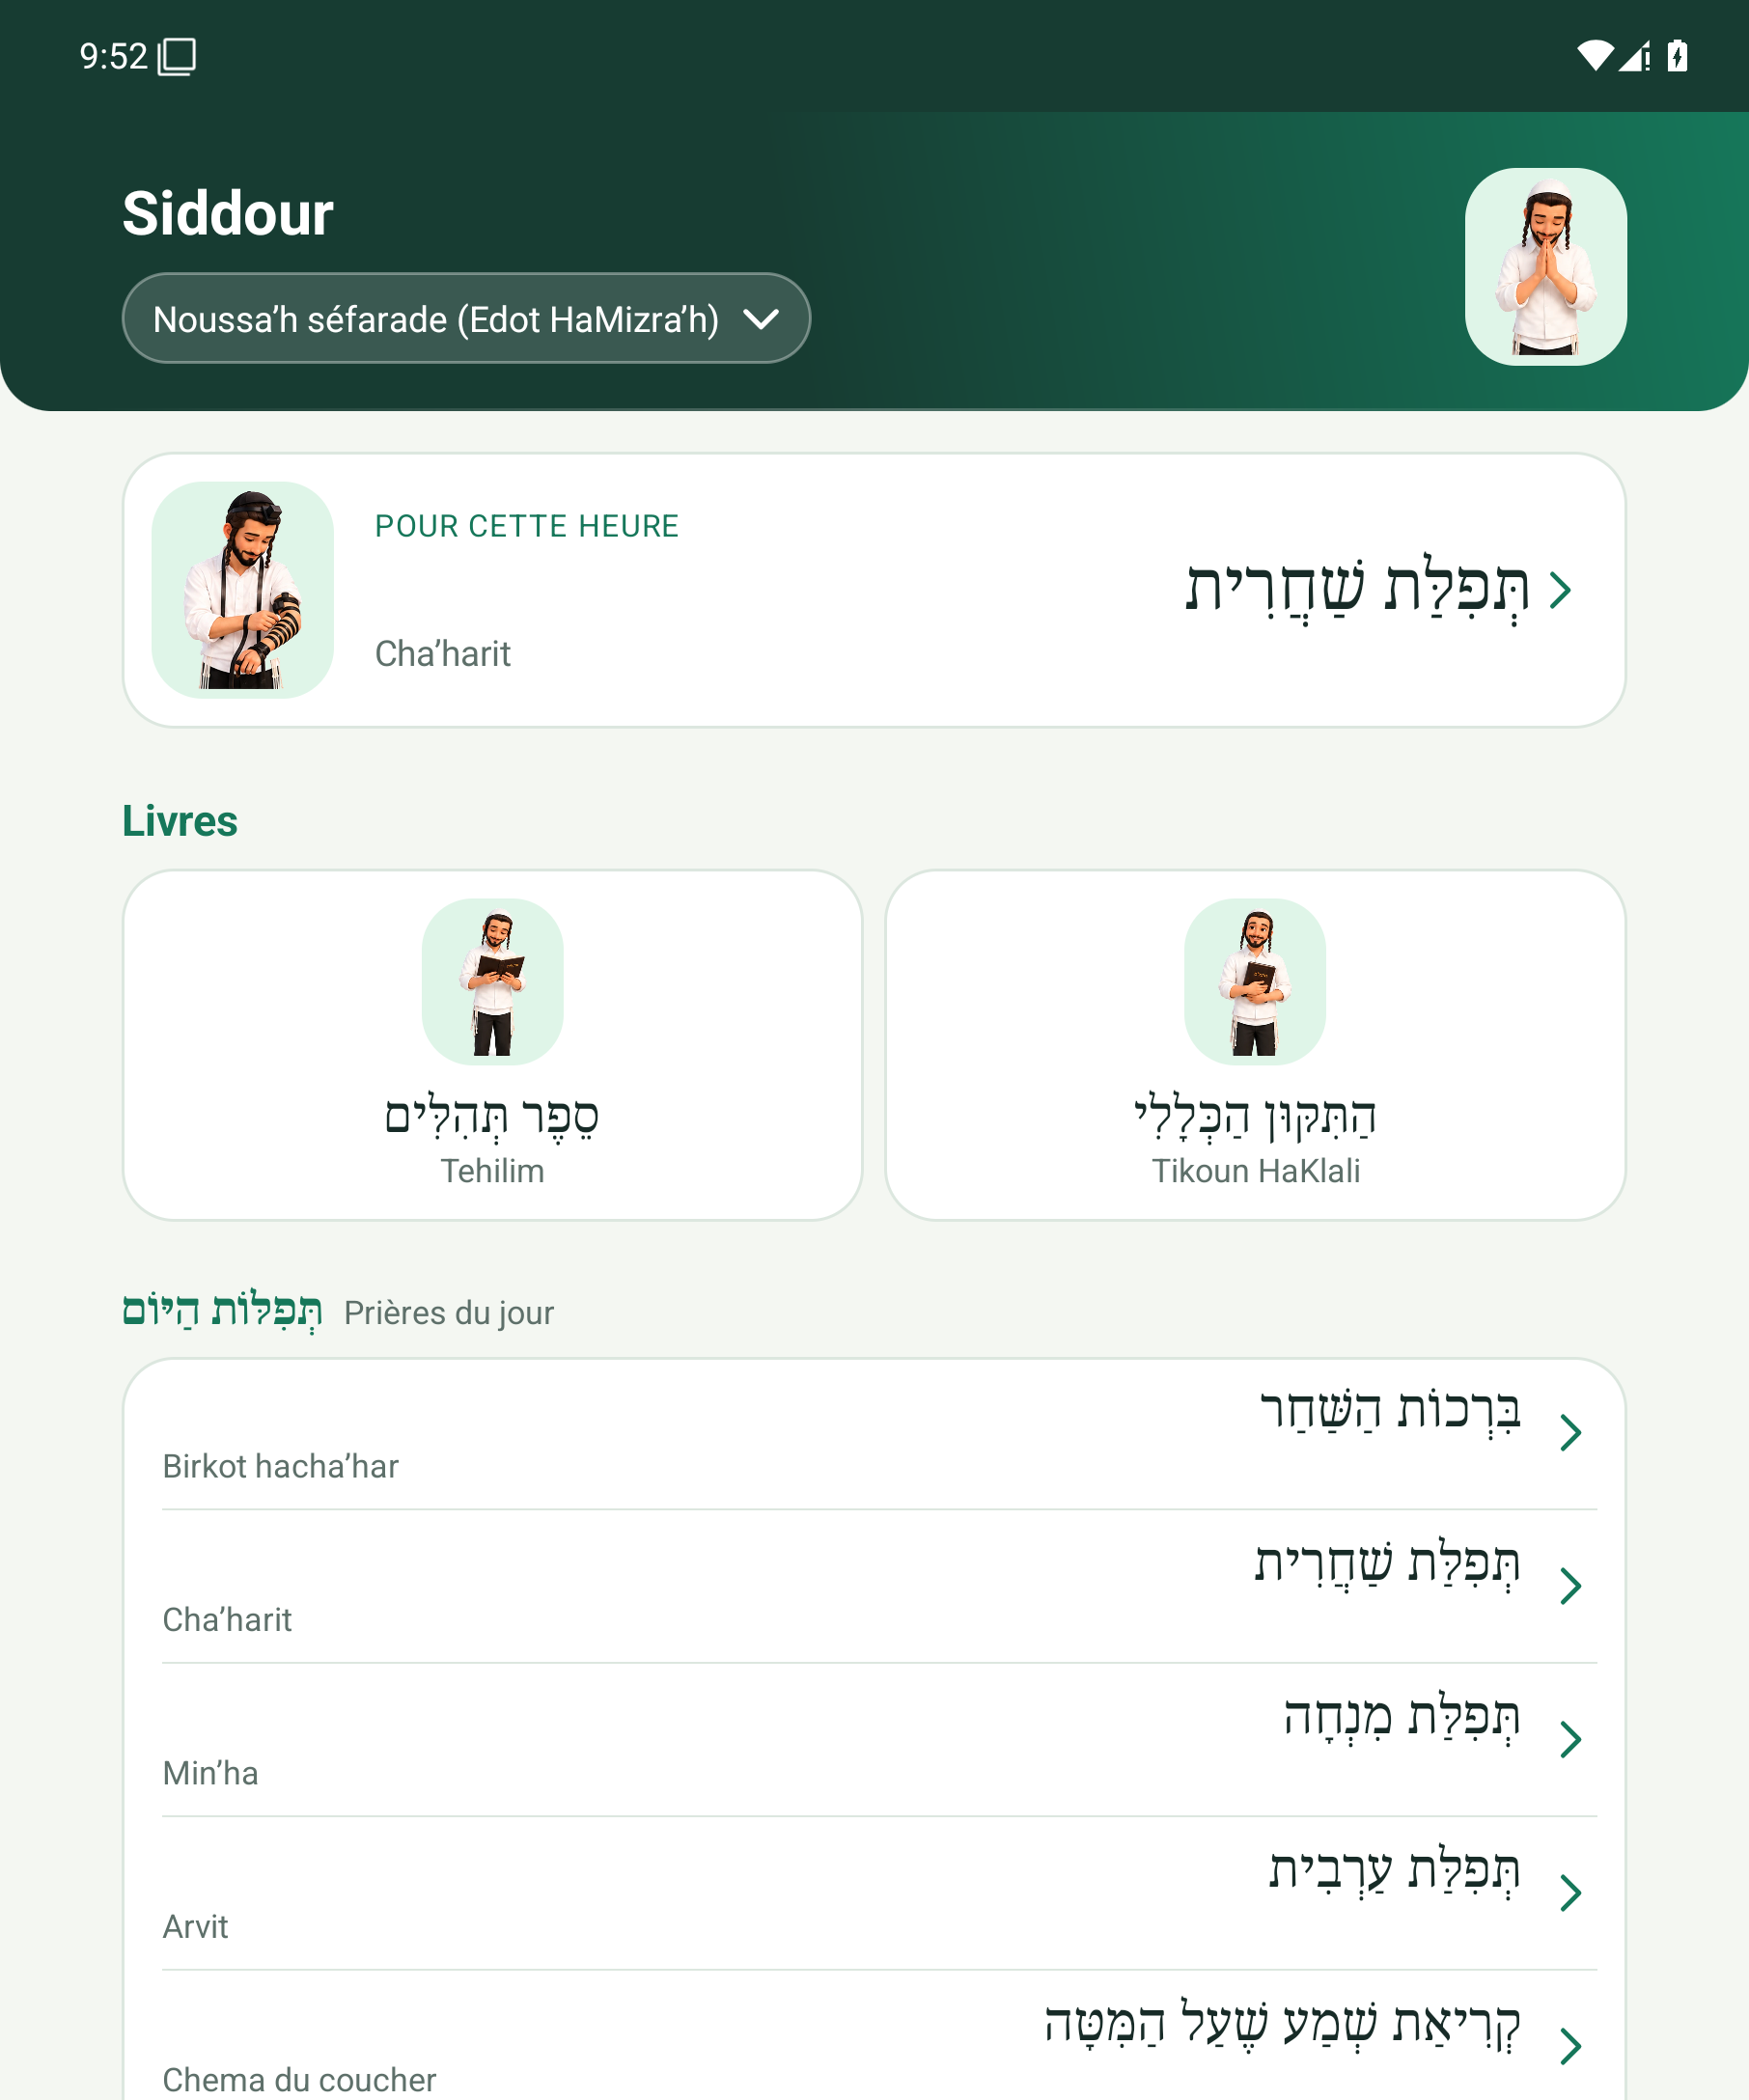 9:52
Siddour
Noussa’h séfarade (Edot HaMizra’h)
POUR CETTE HEURE
תְּפִלַּת שַׁחֲרִית
Cha’harit
Livres
סֵפֶר תְּהִלִּים
Tehilim
הַתִּקּוּן הַכְּלָלִי
Tikoun HaKlali
תְּפִלּוֹת הַיּוֹם Prières du jour
בִּרְכוֹת הַשַּׁחַר
Birkot hacha’har
תְּפִלַּת שַׁחֲרִית
Cha’harit
תְּפִלַּת מִנְחָה
Min’ha
תְּפִלַּת עַרְבִית
Arvit
קְרִיאַת שְׁמַע שֶׁעַל הַמִּטָּה
Chema du coucher